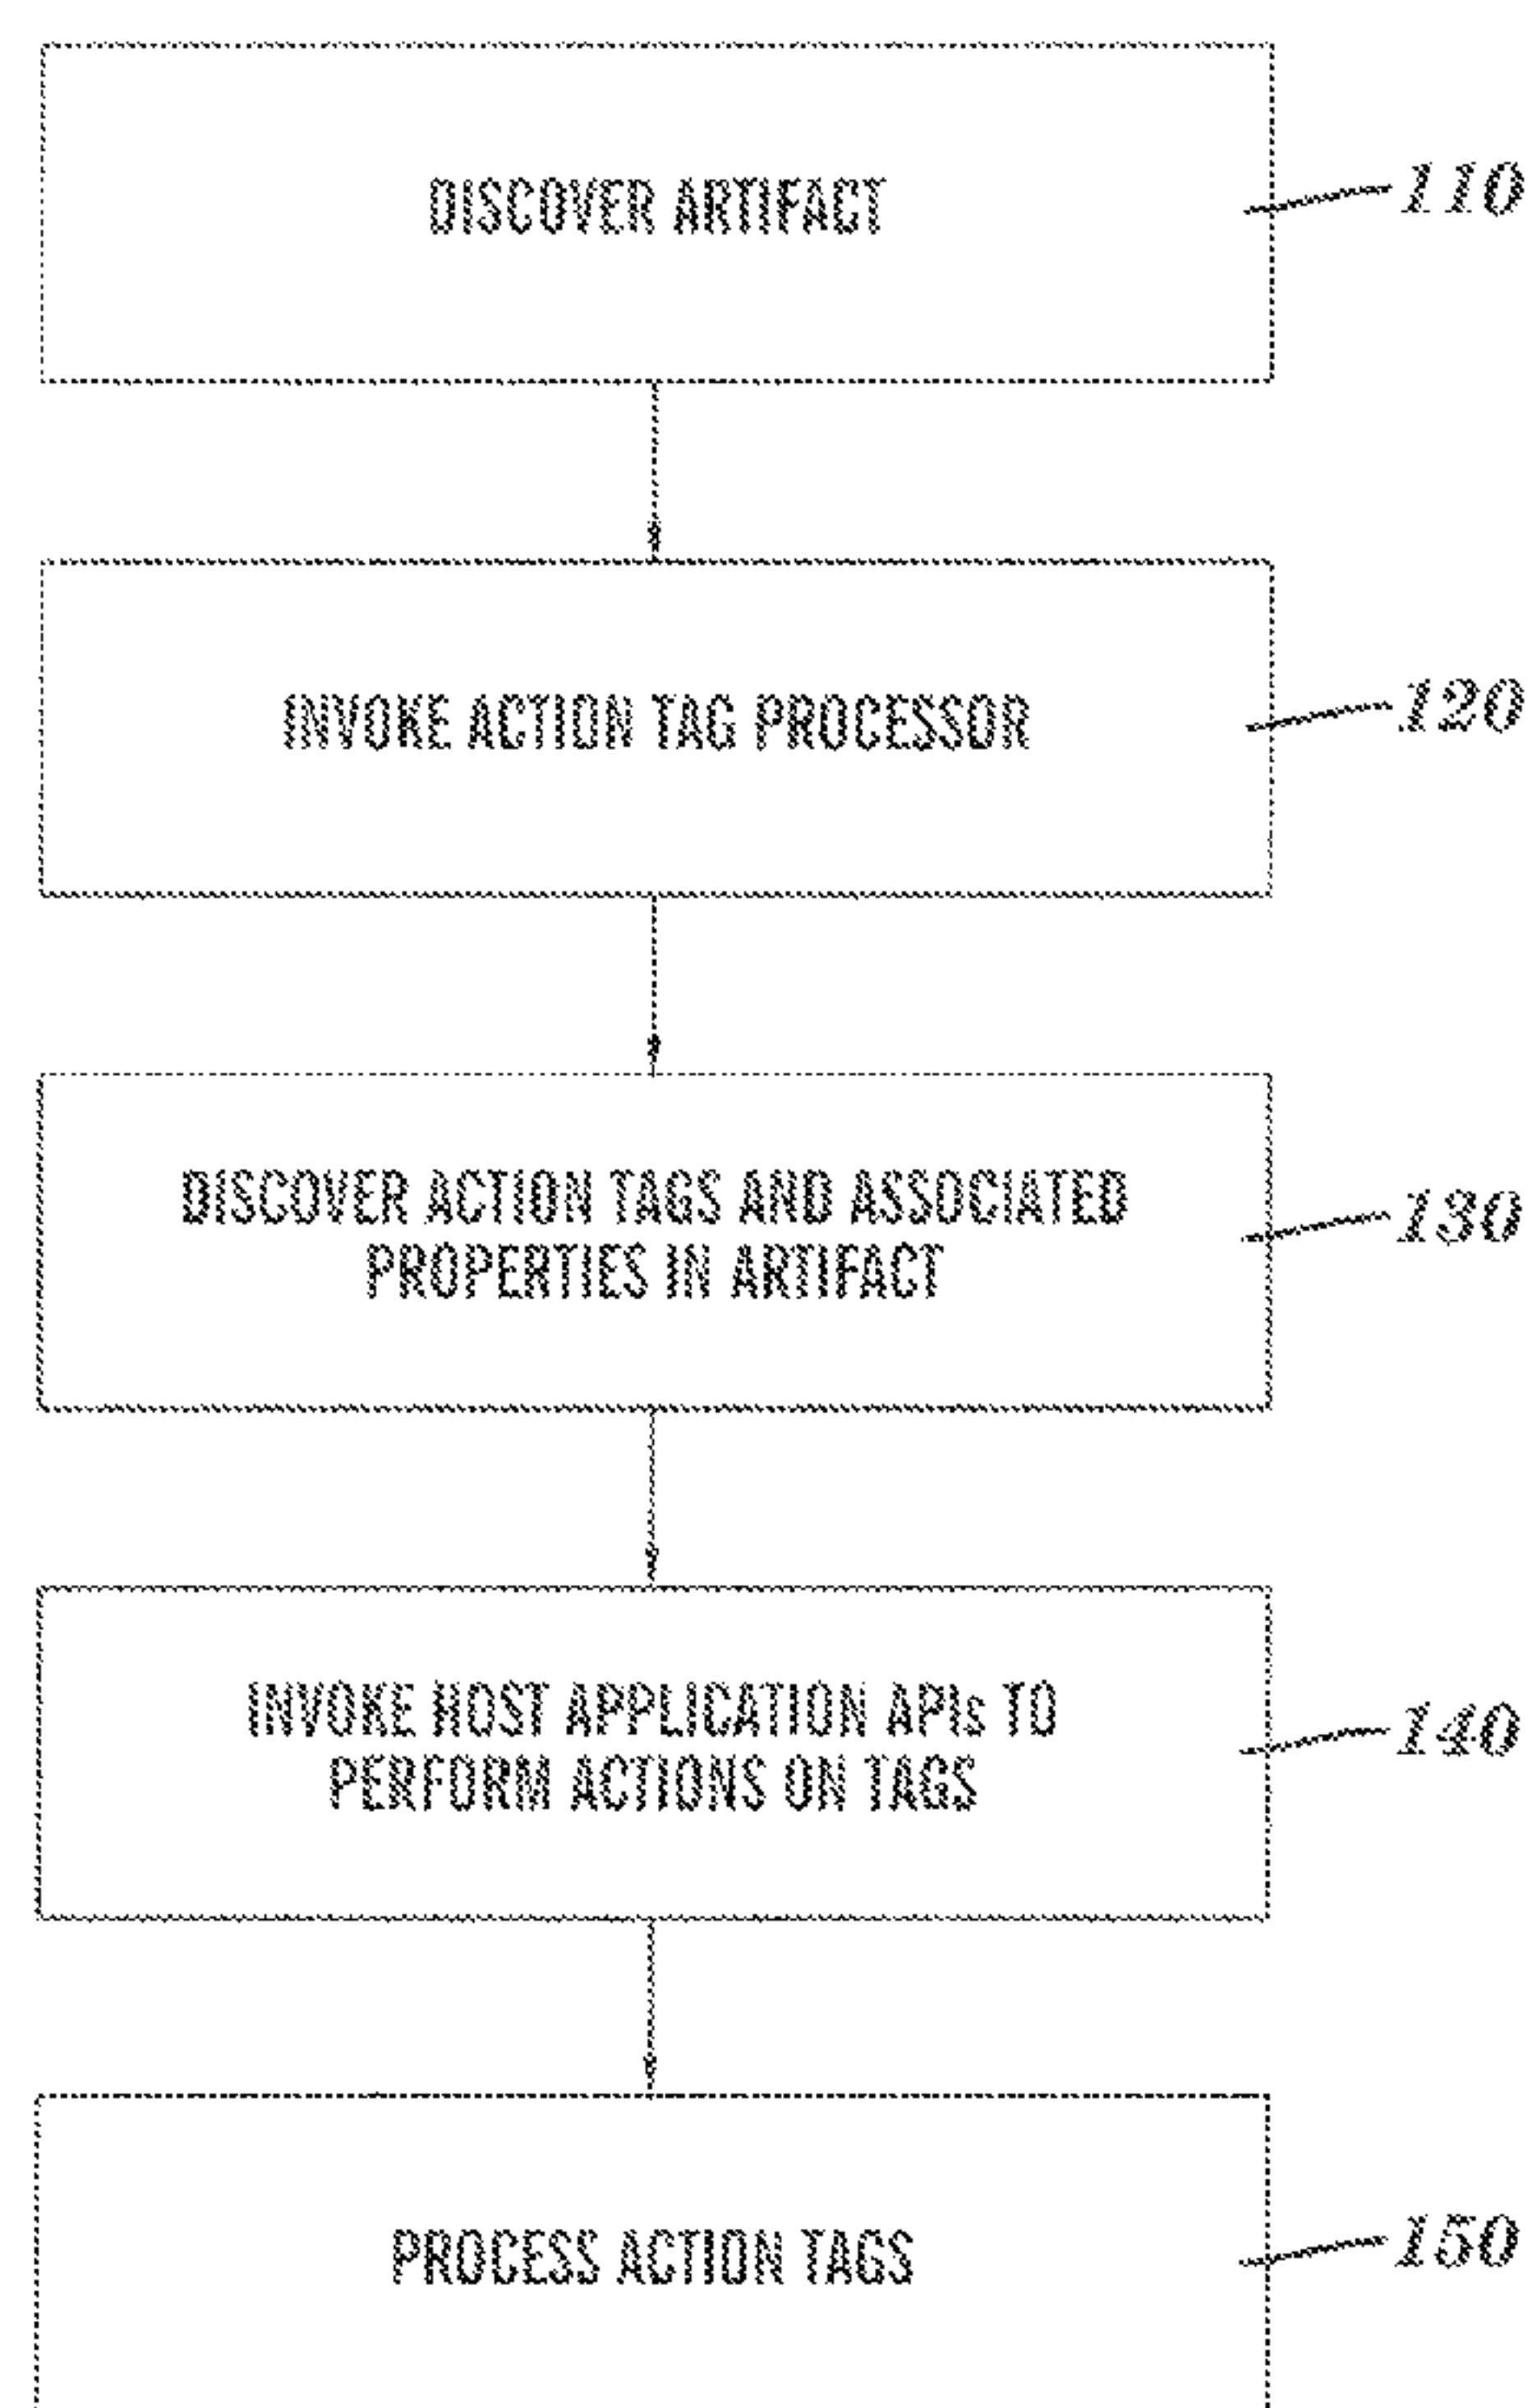 DISCOVER ARTIFACT
110
INVOKE ACTION TAG PROCESSOR
120
DISCOVER ACTION TAGS AND ASSOCIATED
PROPERTIES IN ARTIFACT
130
INVOKE HOST APPLICATION APIs TO
PERFORM ACTIONS ON TAGS
140
PROCESS ACTION TAGS
150